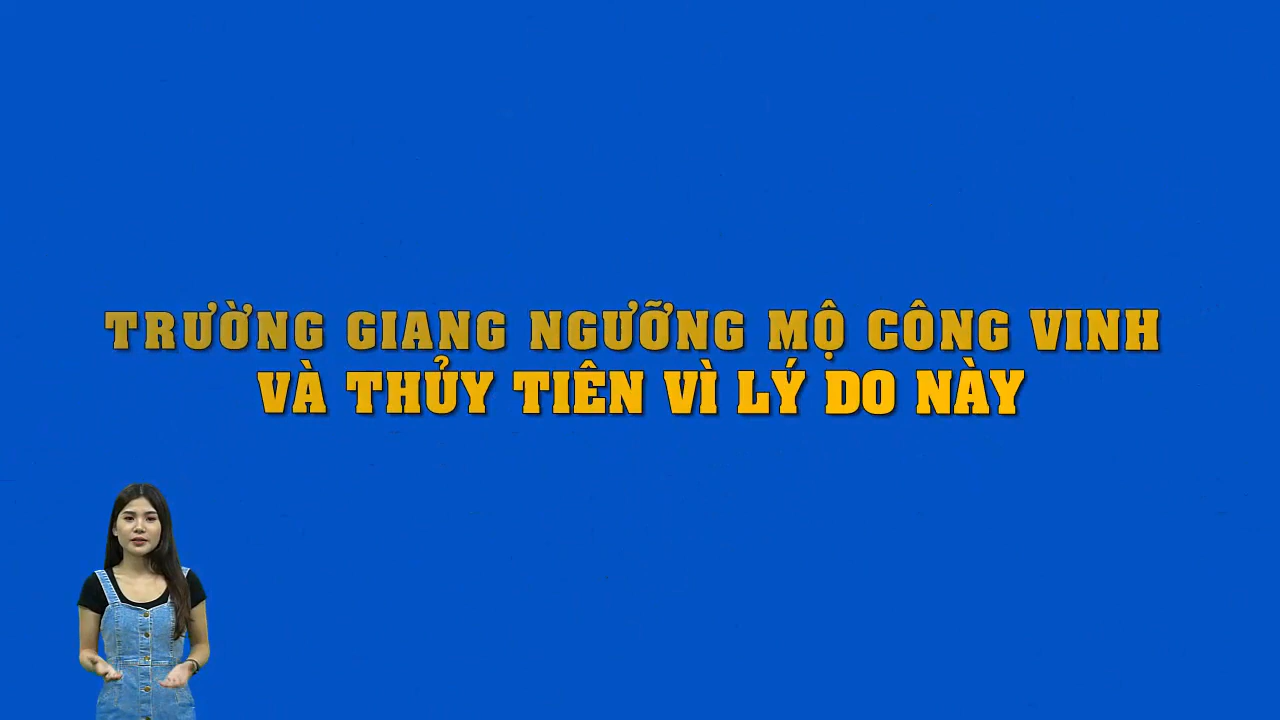 TRƯỜNG GIANG NGƯỠNG MỘ CÔNG VINH
VÀ THỦY TIÊN VÌ LÝ DO NÀY